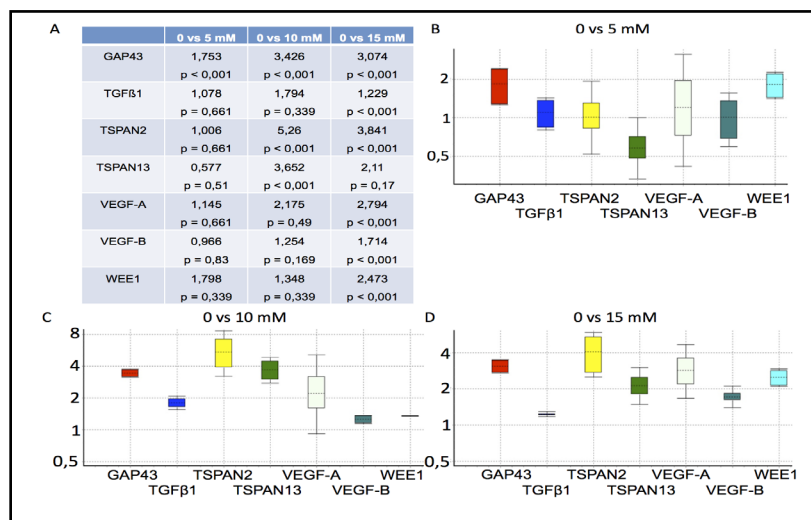 A
0 vs 5 mM 0 vs 10 mM 0 vs 15 mM
GAP43 1,753 3,426 3,074
p < 0,001 p < 0,001 p < 0,001
TGFß1 1,078 1,794 1,229
p = 0,661 p = 0,339 p = 0,339
TSPAN2 1,006 5,26 3,841
p = 0,661 p < 0,001 p < 0,001
TSPAN13 0,577 3,652 2,11
p = 0,51 p < 0,001 p = 0,17
VEGF-A 1,145 2,175 2,794
p = 0,661 p = 0,49 p < 0,001
VEGF-B 0,966 1,254 1,714
p = 0,83 p = 0,169 p < 0,001
WEE1 1,798 1,348 2,473
p = 0,339 p = 0,339 p < 0,001
B 0 vs 5 mM
2
1
0,5
GAP43 TSPAN2 VEGF-A WEE1
TGFβ1 TSPAN13 VEGF-B
C 0 vs 10 mM
8
4
2
1
0,5
GAP43 TSPAN2 VEGF-A WEE1
TGFβ1 TSPAN13 VEGF-B
D 0 vs 15 mM
4
2
1
0,5
GAP43 TSPAN2 VEGF-A WEE1
TGFβ1 TSPAN13 VEGF-B